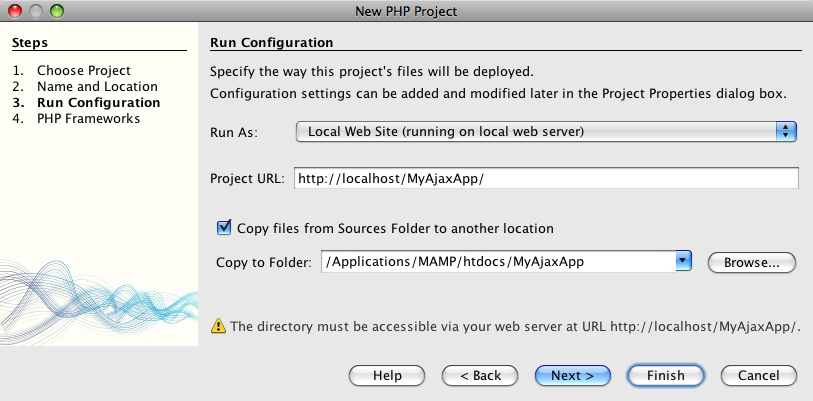 New PHP Project
Steps
1. Choose Project
2. Name and Location
3. Run Configuration
4. PHP Frameworks
Run Configuration
Specify the way this project's files will be deployed.
Configuration settings can be added and modified later in the Project Properties dialog box.
Run As: Local Web Site (running on local web server)
Project URL: http://localhost/MyAjaxApp/
Copy files from Sources Folder to another location
Copy to Folder: /Applications/MAMP/htdocs/MyAjaxApp Browse...
The directory must be accessible via your web server at URL http://localhost/MyAjaxApp/.
Help < Back Next > Finish Cancel